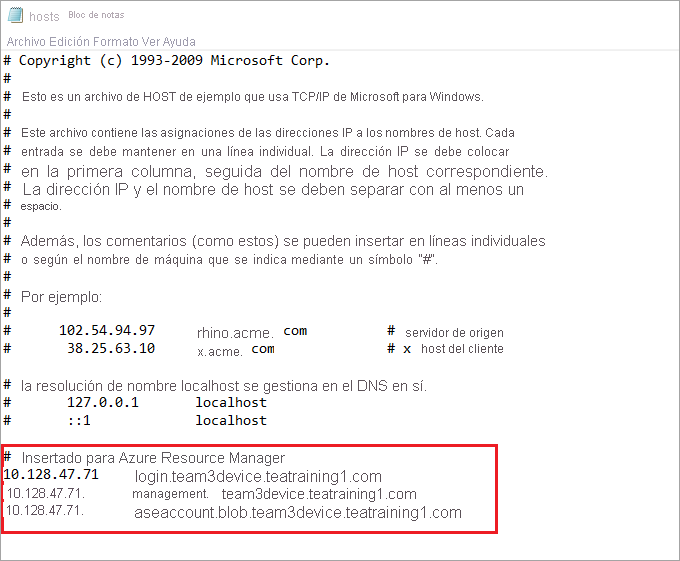 hosts Bloc de notas
Archivo Edición Formato Ver Ayuda
# Copyright (c) 1993-2009 Microsoft Corp.
#
# Esto es un archivo de HOST de ejemplo que usa TCP/IP de Microsoft para Windows.
#
# Este archivo contiene las asignaciones de las direcciones IP a los nombres de host. Cada
# entrada se debe mantener en una línea individual. La dirección IP se debe colocar
# en la primera columna, seguida del nombre de host correspondiente.
# La dirección IP y el nombre de host se deben separar con al menos un
# espacio.
#
# Además, los comentarios (como estos) se pueden insertar en líneas individuales
# o según el nombre de máquina que se indica mediante un símbolo "#".
#
# Por ejemplo:
#
# 102.54.94.97 rhino.acme. com # servidor de origen
# 38.25.63.10 x.acme. com # x host del cliente
# la resolución de nombre localhost se gestiona en el DNS en sí.
# 127.0.0.1 localhost
# ::1 localhost
# Insertado para Azure Resource Manager
10.128.47.71 login.team3device.teatraining1.com
10.128.47.71. management. team3device.teatraining1.com
10.128.47.71. aseaccount.blob.team3device.teatraining1.com